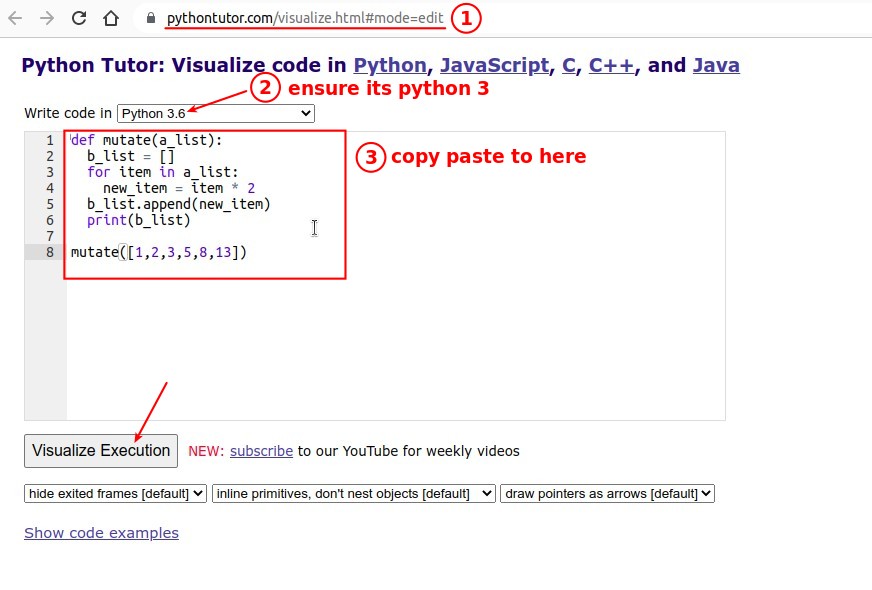 pythontutor.com/visualize.html#mode=edit 1
Python Tutor: Visualize code in Python, JavaScript, C, C++, and Java
2 ensure its python 3
Write code in Python 3.6
3 copy paste to here
1 def mutate(a_list):
2   b_list = []
3   for item in a_list:
4     new_item = item * 2
5   b_list.append(new_item)
6   print(b_list)
7
8 mutate([1,2,3,5,8,13])
Visualize Execution NEW: subscribe to our YouTube for weekly videos
hide exited frames [default] inline primitives, don't nest objects [default] draw pointers as arrows [default]
Show code examples